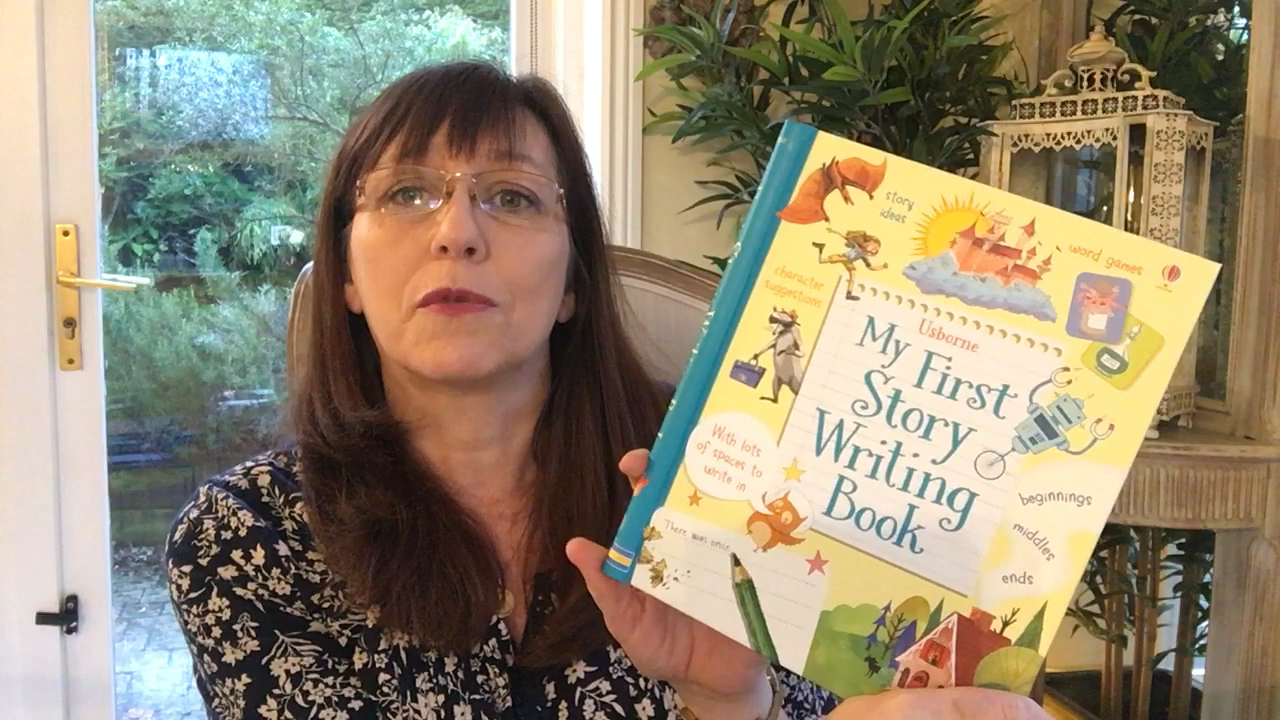 story
ideas
word games
character
suggestions
Usborne
My First
Story
Writing
Book
With lots
of spaces to
write in
beginnings
middles
ends
There was once